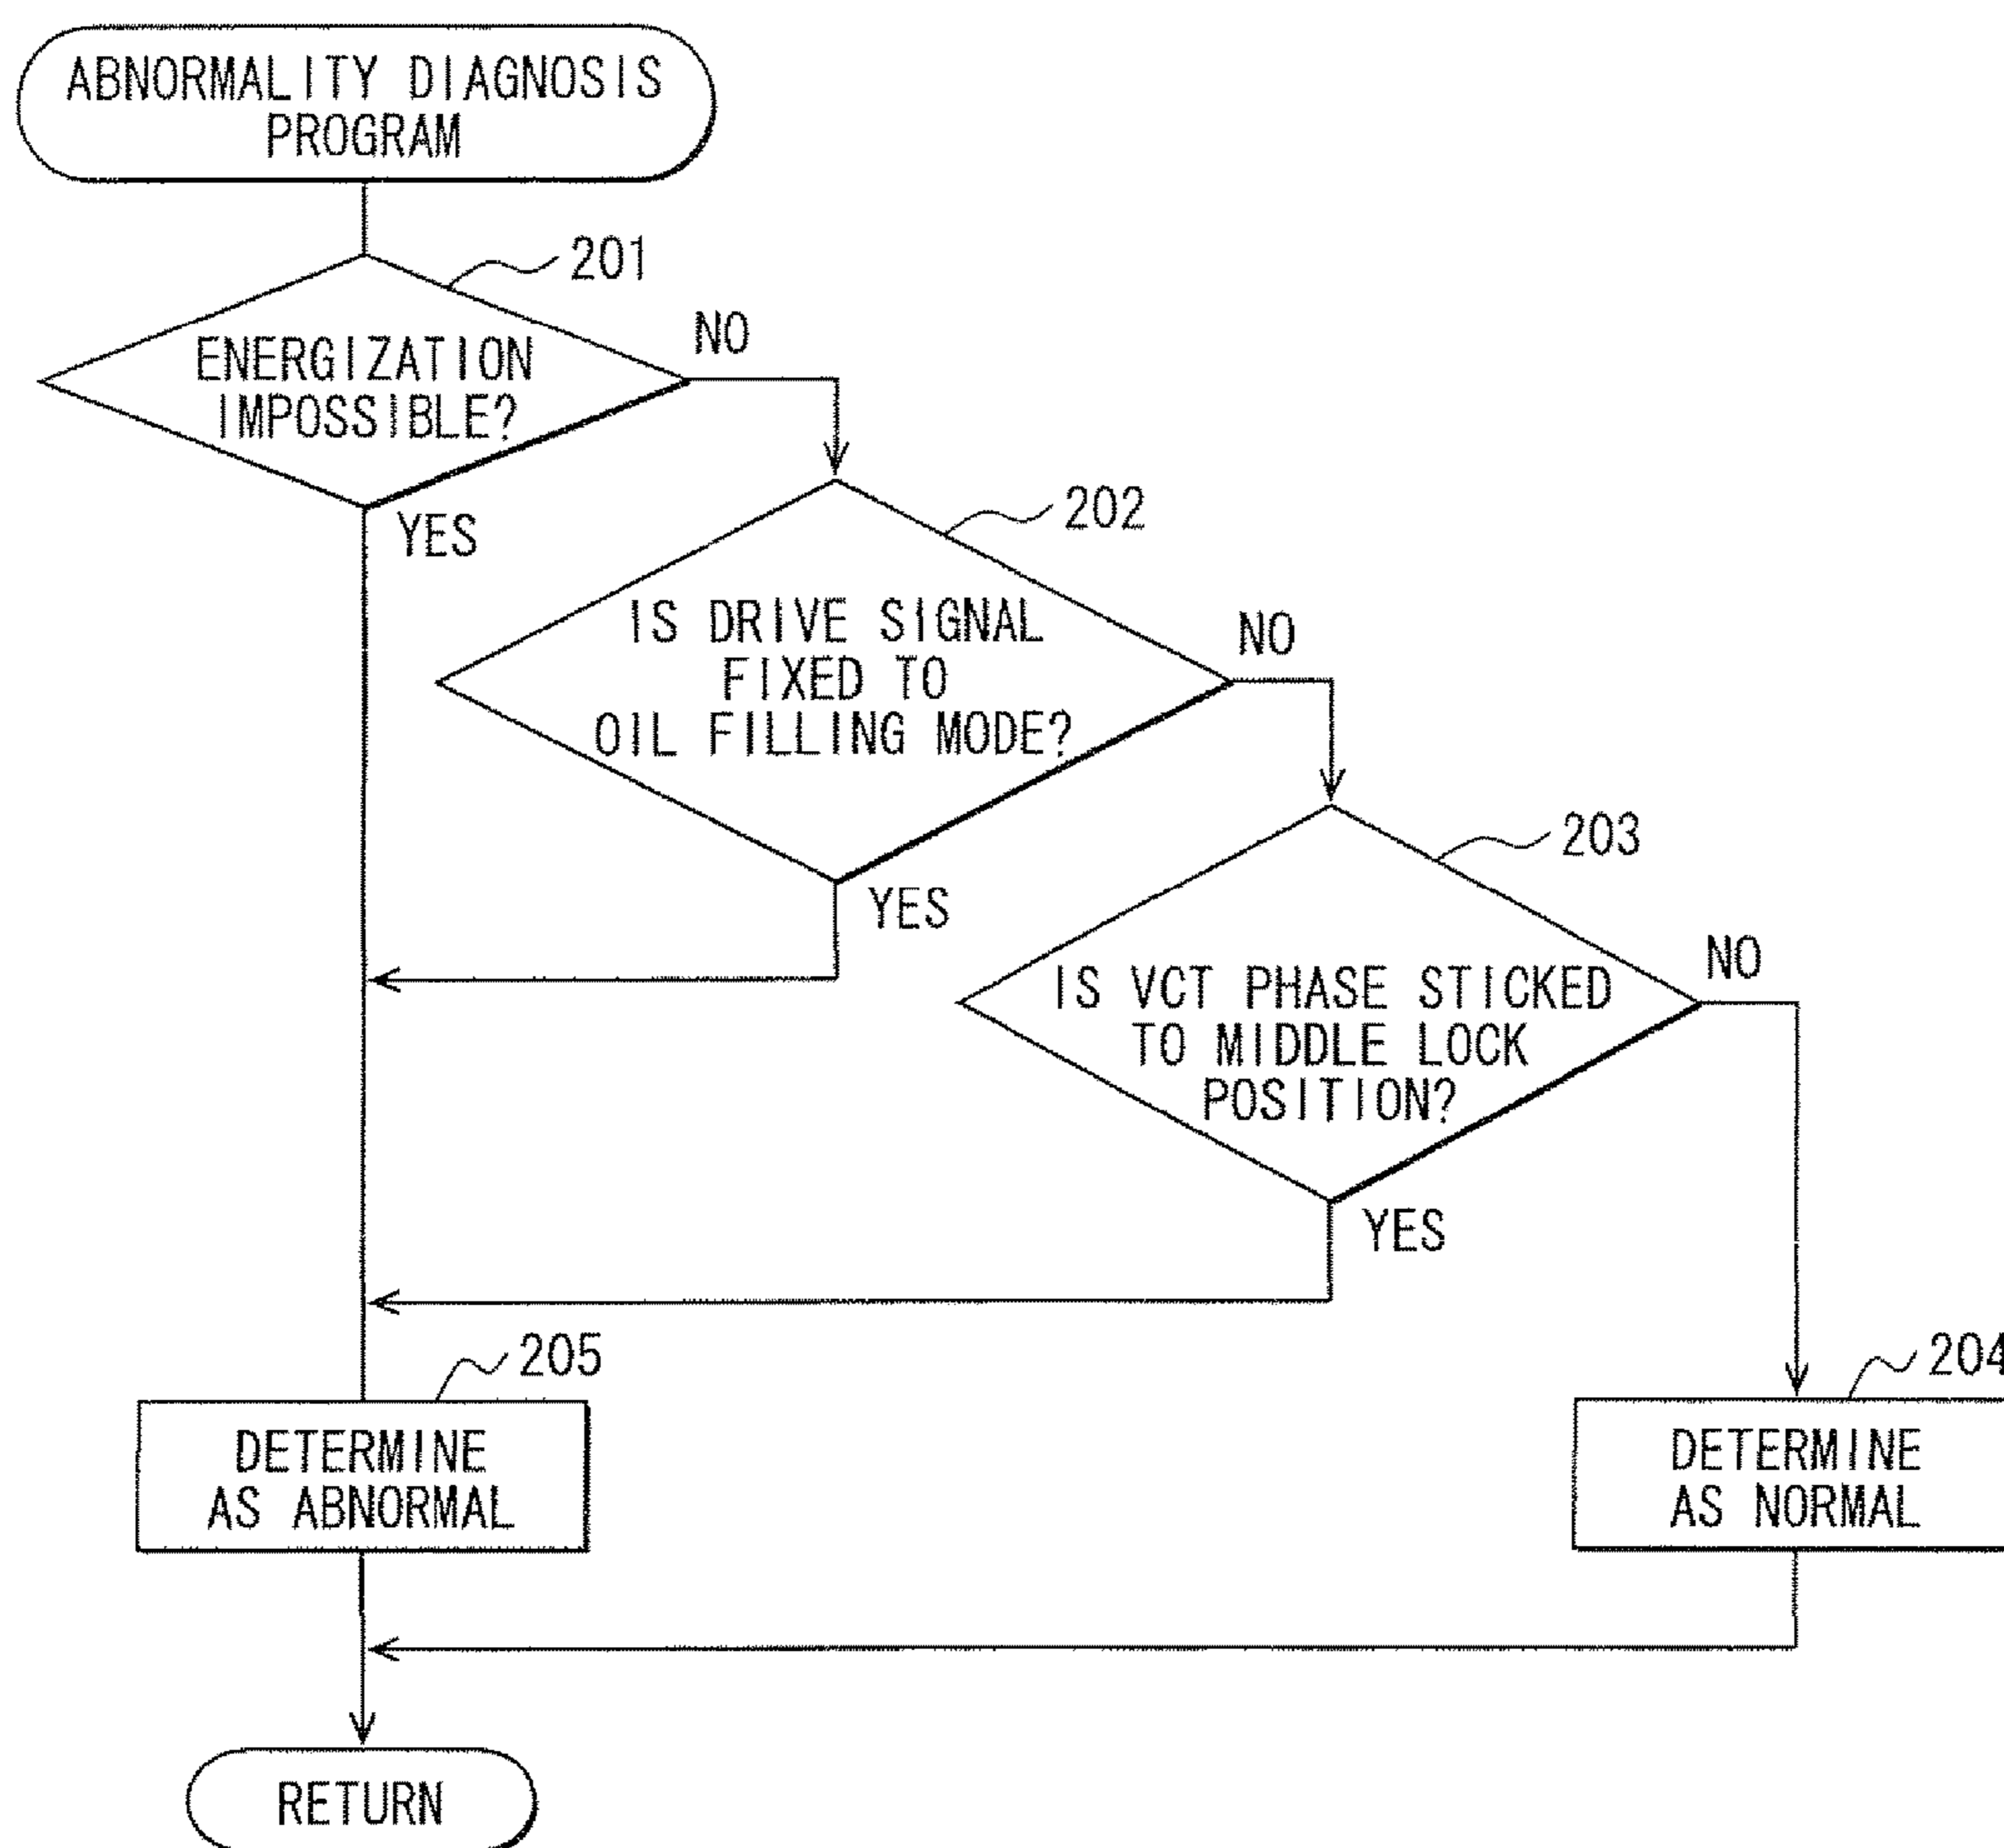 ABNORMALITY DIAGNOSIS
PROGRAM
201
ENERGIZATION
IMPOSSIBLE?
NO
YES
202
IS DRIVE SIGNAL
FIXED TO
OIL FILLING MODE?
NO
YES
203
IS VCT PHASE STICKED
TO MIDDLE LOCK
POSITION?
NO
YES
205
DETERMINE
AS ABNORMAL
204
DETERMINE
AS NORMAL
RETURN